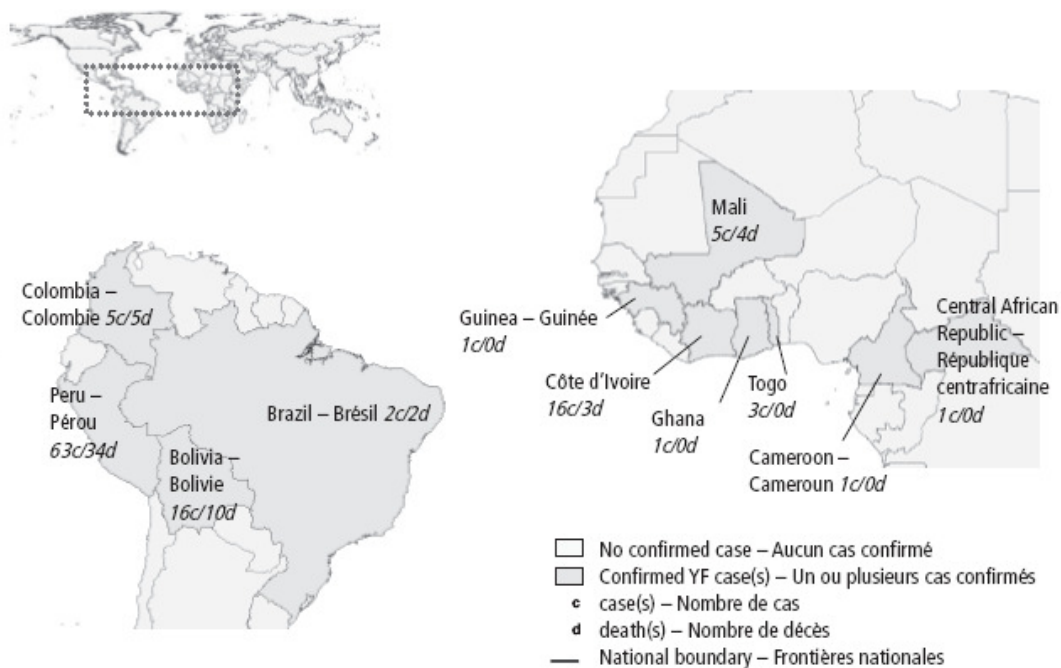 Colombia –
Colombie 5c/5d
Peru –
Pérou
63c/34d
Brazil – Brésil 2c/2d
Bolivia –
Bolivie
16c/10d
Mali
5c/4d
Guinea – Guinée
1c/0d
Côte d'Ivoire
16c/3d
Ghana
1c/0d
Togo
3c/0d
Cameroon –
Cameroun 1c/0d
Central African
Republic –
République
centrafricaine
1c/0d
No confirmed case – Aucun cas confirmé
Confirmed YF case(s) – Un ou plusieurs cas confirmés
c case(s) – Nombre de cas
d death(s) – Nombre de décès
National boundary – Frontières nationales